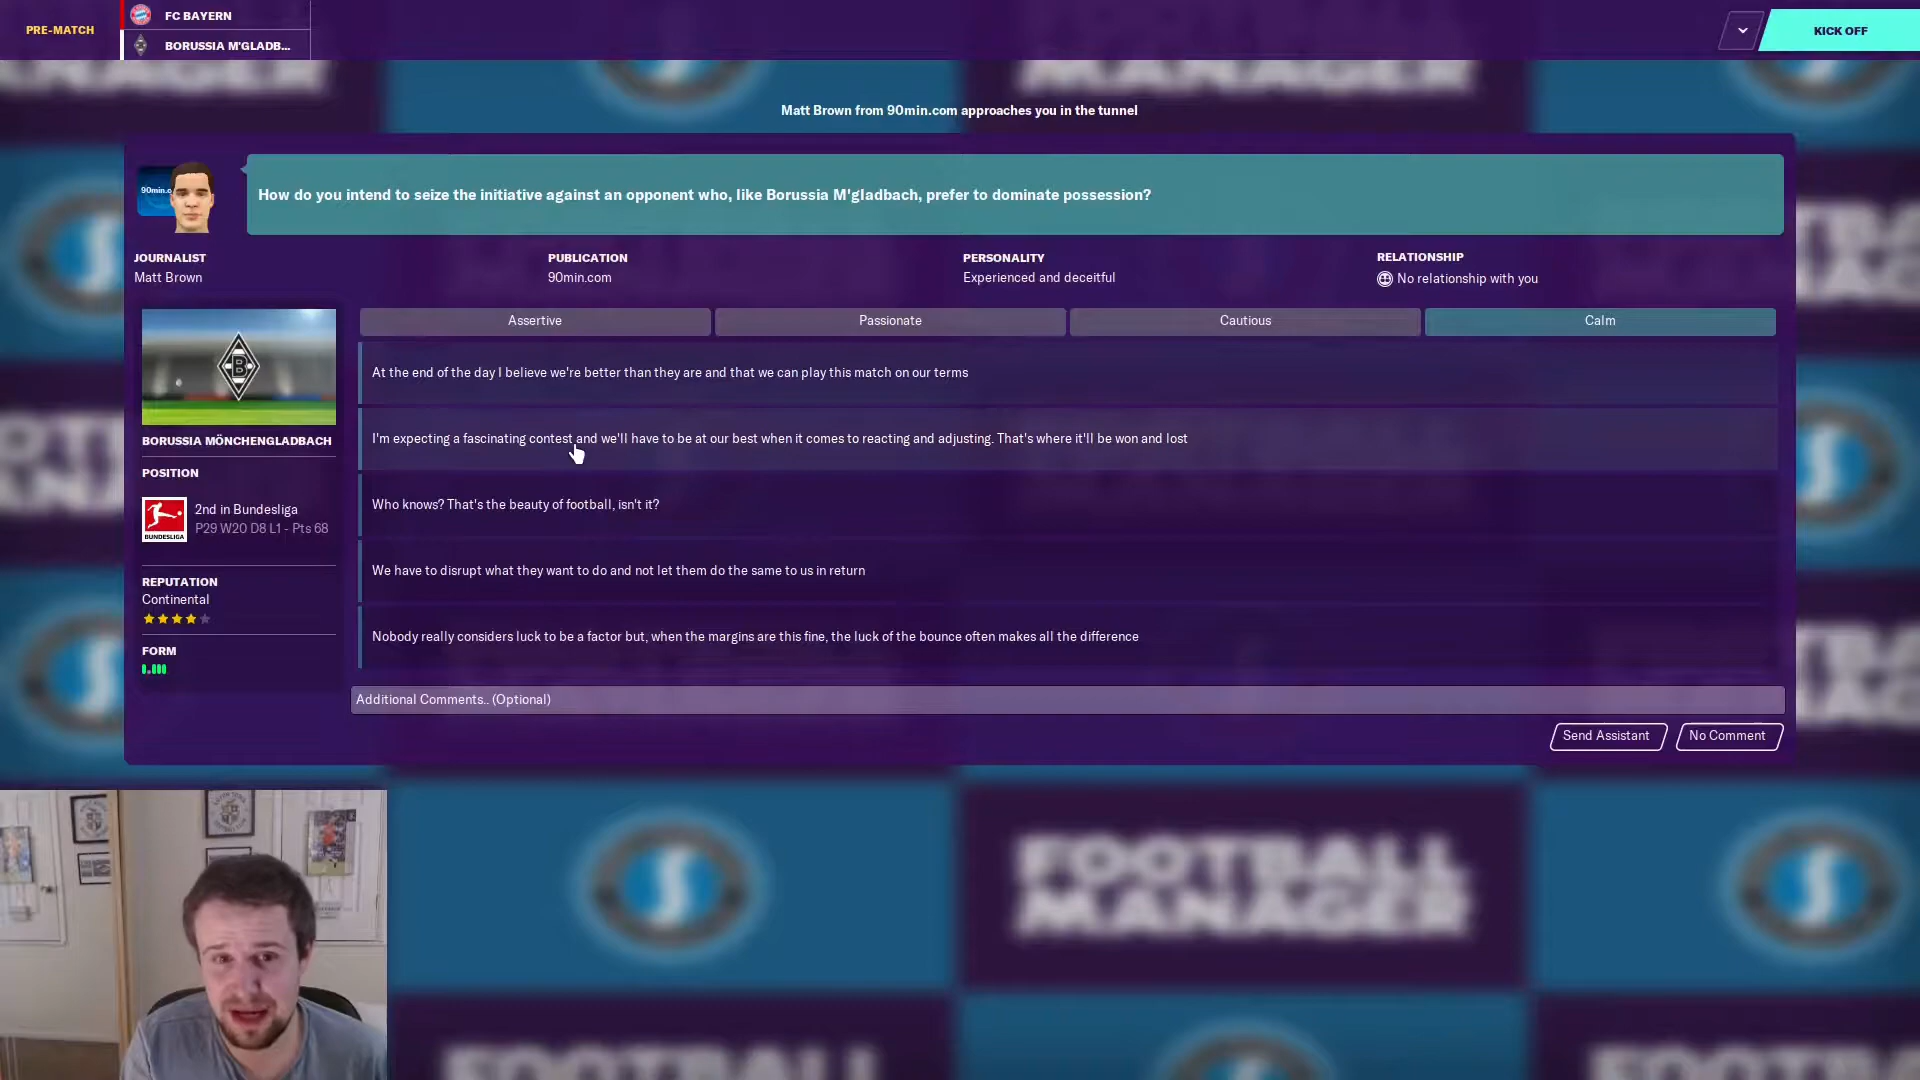 PRE-MATCH
FC BAYERN
BORUSSIA M'GLADB...
KICK OFF
MANAGER
MANAGER
Matt Brown from 90min.com approaches you in the tunnel
90min.c
How do you intend to seize the initiative against an opponent who, like Borussia M'gladbach, prefer to dominate possession?
JOURNALIST
Matt Brown
PUBLICATION
90min.com
PERSONALITY
Experienced and deceitful
RELATIONSHIP
No relationship with you
Assertive
Passionate
Cautious
Calm
At the end of the day I believe we're better than they are and that we can play this match on our terms
I'm expecting a fascinating contest and we'll have to be at our best when it comes to reacting and adjusting. That's where it'll be won and lost
Who knows? That's the beauty of football, isn't it?
We have to disrupt what they want to do and not let them do the same to us in return
Nobody really considers luck to be a factor but, when the margins are this fine, the luck of the bounce often makes all the difference
BORUSSIA MÖNCHENGLADBACH
POSITION
BUNDESLIGA
2nd in Bundesliga
P29 W20 D8 L1 - Pts 68
REPUTATION
Continental
FORM
Additional Comments.. (Optional)
Send Assistant
No Comment
FOOTBALL
MANAGER
FOOTBALL